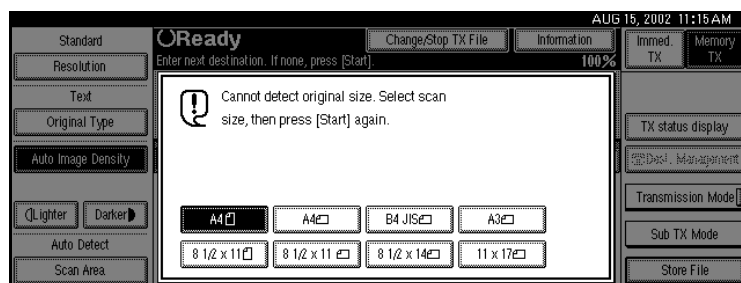 AUG 15, 2002 11:15AM
Standard
Resolution
Text
Original Type
Auto Image Density
Lighter Darker
Auto Detect
Scan Area
Ready
Change/Stop TX File
Information
Enter next destination. If none, press [Start].
100%
Cannot detect original size. Select scan
size, then press [Start] again.
A4 A4 B4 JIS A3
8 1/2 x 11 8 1/2 x 11 8 1/2 x 14 11 x 17
Immed. TX
Memory TX
TX status display
Dest. Management
Transmission Mode
Sub TX Mode
Store File